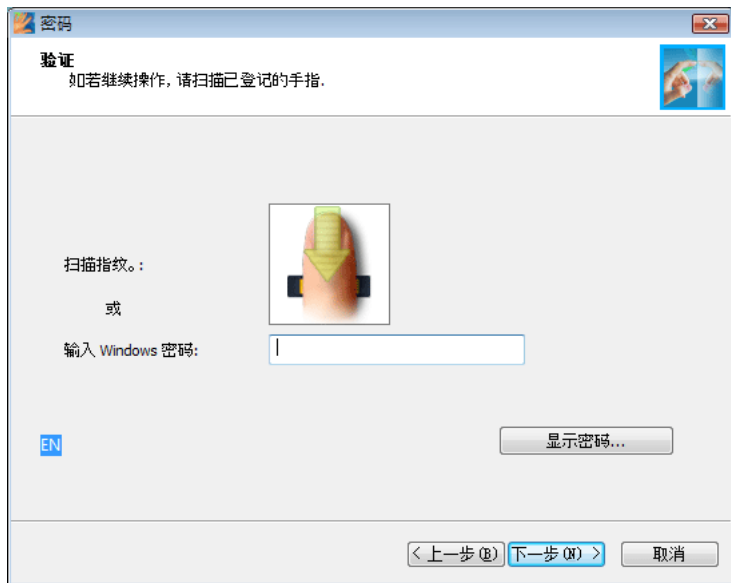 密码
验证
如若继续操作, 请扫描已登记的手指.
扫描指纹。:
或
输入 Windows 密码:
EN
显示密码...
< 上一步(B)
下一步(N) >
取消